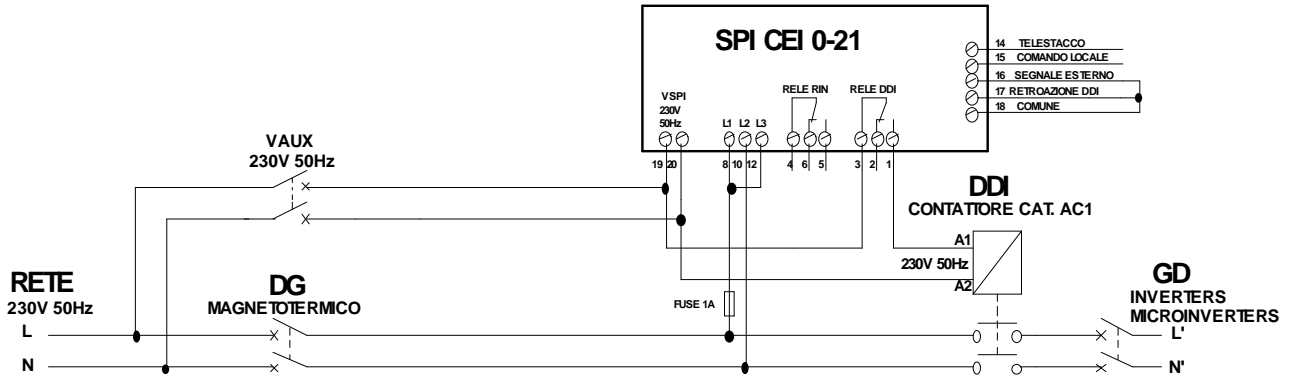 SPI CEI 0-21
14 TELESTACCO
15 COMANDO LOCALE
16 SEGNALE ESTERNO
17 RETROAZIONE DDI
18 COMUNE
VSPI
230V
50Hz
L1 L2 L3
RELE RIN
RELE DDI
19 20 8 10 12 4 6 5 3 2 1
VAUX
230V 50Hz
DDI
CONTATTORE CAT. AC1
A1
230V 50Hz
A2
RETE
230V 50Hz
DG
MAGNETOTERMICO
FUSE 1A
GD
INVERTERS
MICROINVERTERS
L
L'
N
N'